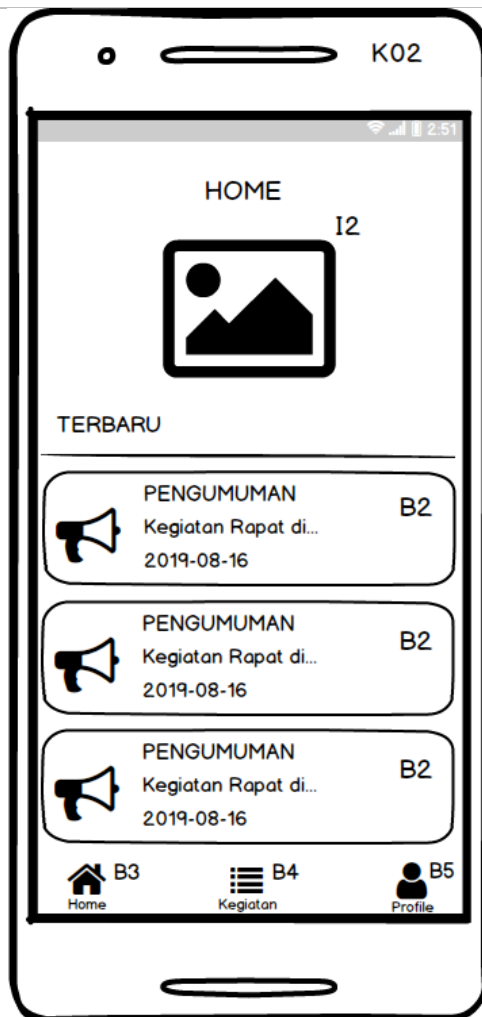 K02
2:51
HOME
I2
TERBARU
PENGUMUMAN
B2
Kegiatan Rapat di...
2019-08-16
PENGUMUMAN
B2
Kegiatan Rapat di...
2019-08-16
PENGUMUMAN
B2
Kegiatan Rapat di...
2019-08-16
B3 B4 B5
Home Kegiatan Profile